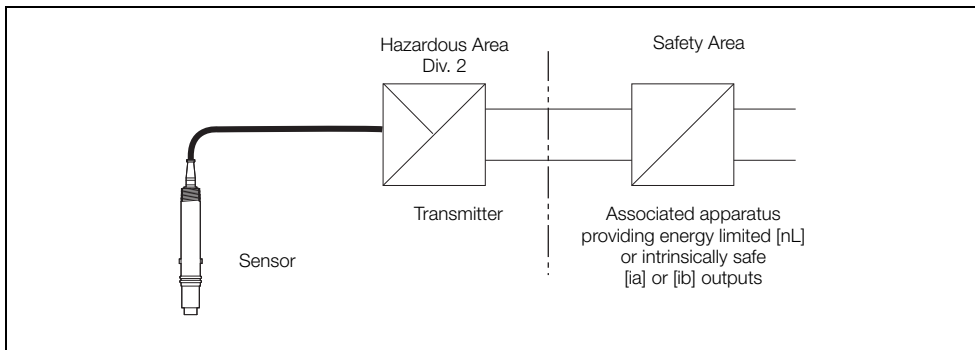 Hazardous Area
Div. 2
Safety Area
Transmitter
Associated apparatus
providing energy limited [nL]
or intrinsically safe
[ia] or [ib] outputs
Sensor